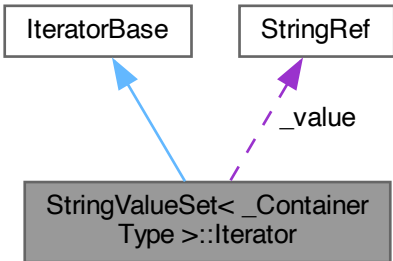 IteratorBase
StringRef
_value
StringValueSet< _Container
Type >::Iterator